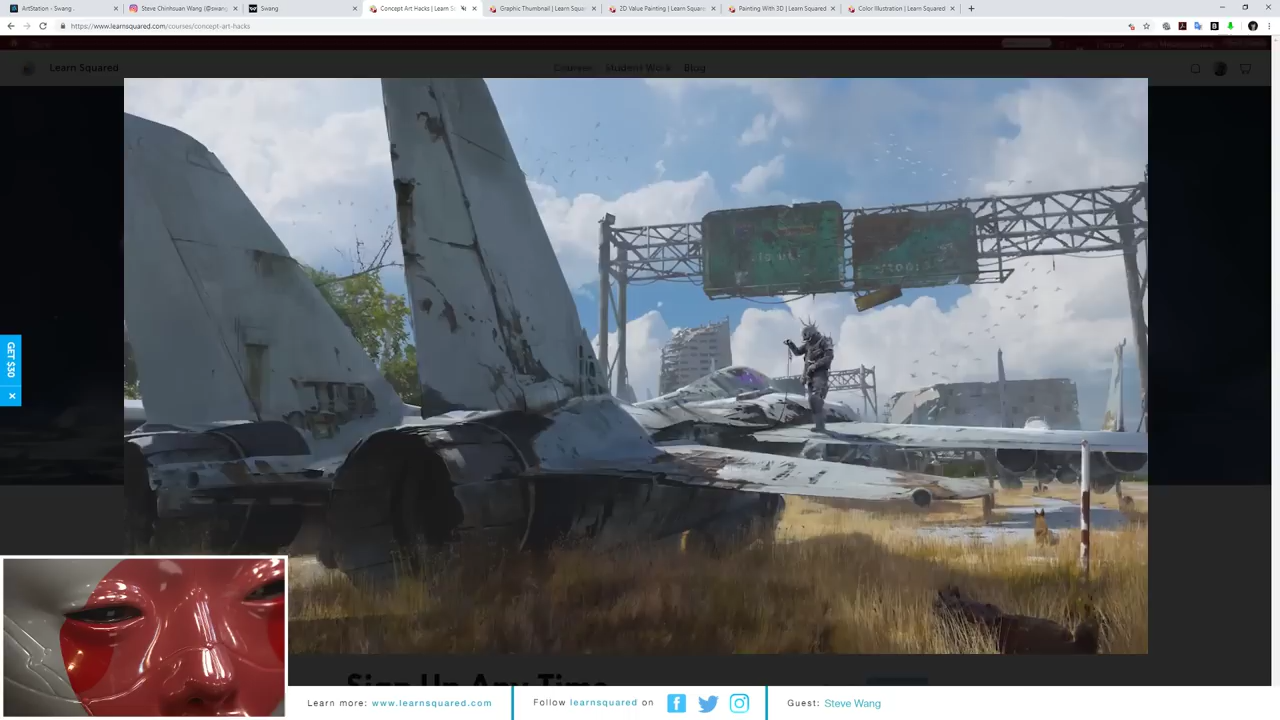 ArtStation - Swang .
Steve Chinhouan Wang (@swang
Swang
Concept Art Hacks | Learn S
Graphic Thumbnail | Learn Squa
2D Value Painting | Learn Square
Painting With 3D | Learn Squared
Color Illustration | Learn Squared
https://www.learnsquared.com/courses/concept-art-hacks
Learn Squared
Courses
Student Work
Blog
GET $30
Sign Up Any Time
Learn more: www.learnsquared.com
Follow learnsquared on
Guest: Steve Wang